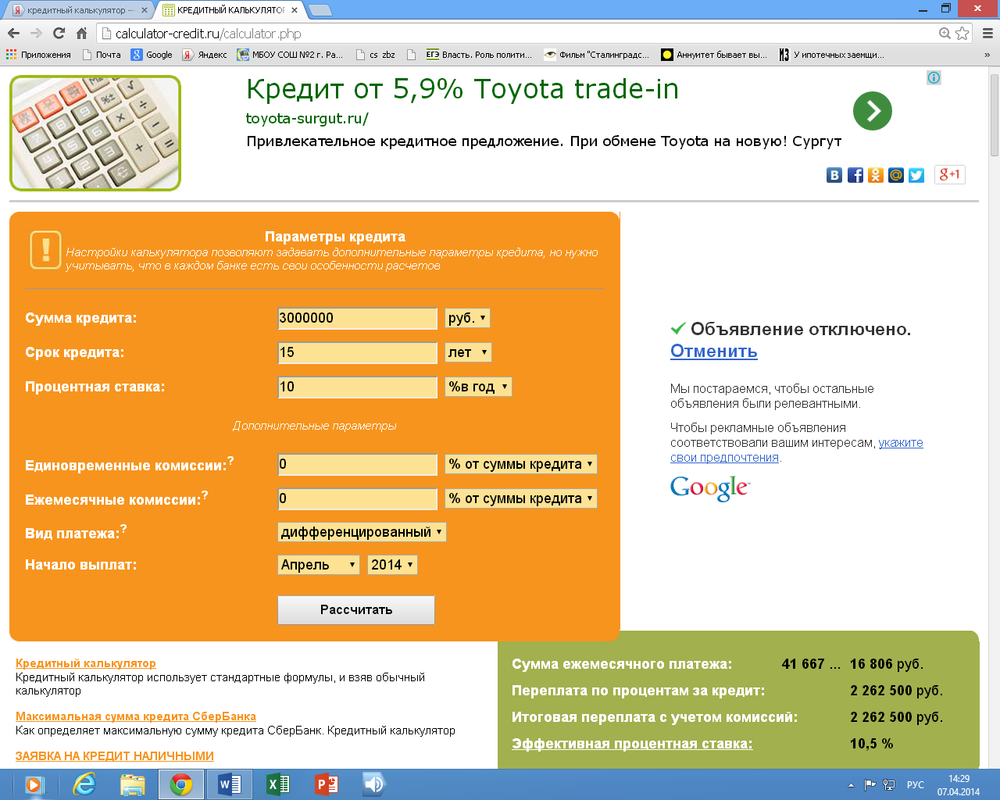 кредитный калькулятор —
КРЕДИТНЫЙ КАЛЬКУЛЯТОР
calculator-credit.ru/calculator.php
Приложения
Почта
Google
Яндекс
МБОУ СОШ №2 г. Ра...
cs zbz
ЕГЭ Власть. Роль полити...
Фильм "Сталинградс...
Аннуитет бывает вы...
У ипотечных заемщи...
»
Кредит от 5,9% Toyota trade-in
toyota-surgut.ru/
Привлекательное кредитное предложение. При обмене Toyota на новую! Сургут
g+1
Параметры кредита
Настройки калькулятора позволяют задавать дополнительные параметры кредита, но нужно
учитывать, что в каждом банке есть свои особенности расчетов
Сумма кредита: 3000000 руб.
Срок кредита: 15 лет
Процентная ставка: 10 %в год
Дополнительные параметры
Единовременные комиссии:? 0 % от суммы кредита
Ежемесячные комиссии:? 0 % от суммы кредита
Вид платежа:? дифференцированный
Начало выплат: Апрель 2014
Рассчитать
Объявление отключено.
Отменить
Мы постараемся, чтобы остальные
объявления были релевантными.
Чтобы рекламные объявления
соответствовали вашим интересам, укажите
свои предпочтения.
Google
Кредитный калькулятор
Кредитный калькулятор использует стандартные формулы, и взяв обычный
калькулятор
Максимальная сумма кредита СберБанка
Как определяет максимальную сумму кредита СберБанк. Кредитный калькулятор
ЗАЯВКА НА КРЕДИТ НАЛИЧНЫМИ
Сумма ежемесячного платежа: 41 667 ... 16 806 руб.
Переплата по процентам за кредит: 2 262 500 руб.
Итоговая переплата с учетом комиссий: 2 262 500 руб.
Эффективная процентная ставка: 10,5 %
РУС
14:29
07.04.2014